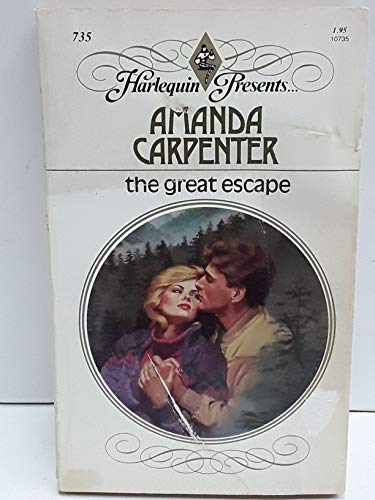 735
Harlequin Presents...
1.95
10735
AMANDA
CARPENTER
the great escape